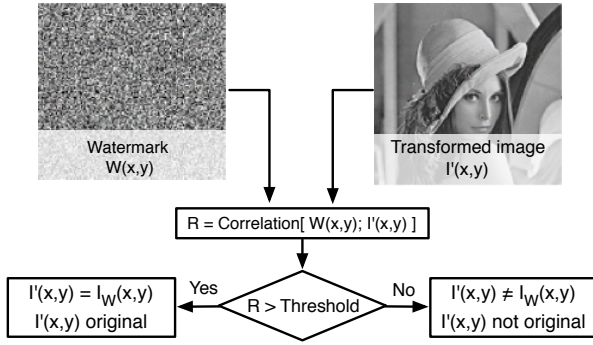 Watermark
W(x,y)
Transformed image
I'(x,y)
R = Correlation[ W(x,y); I'(x,y) ]
R > Threshold
Yes
No
I'(x,y) = I_W(x,y)
I'(x,y) original
I'(x,y) ≠ I_W(x,y)
I'(x,y) not original